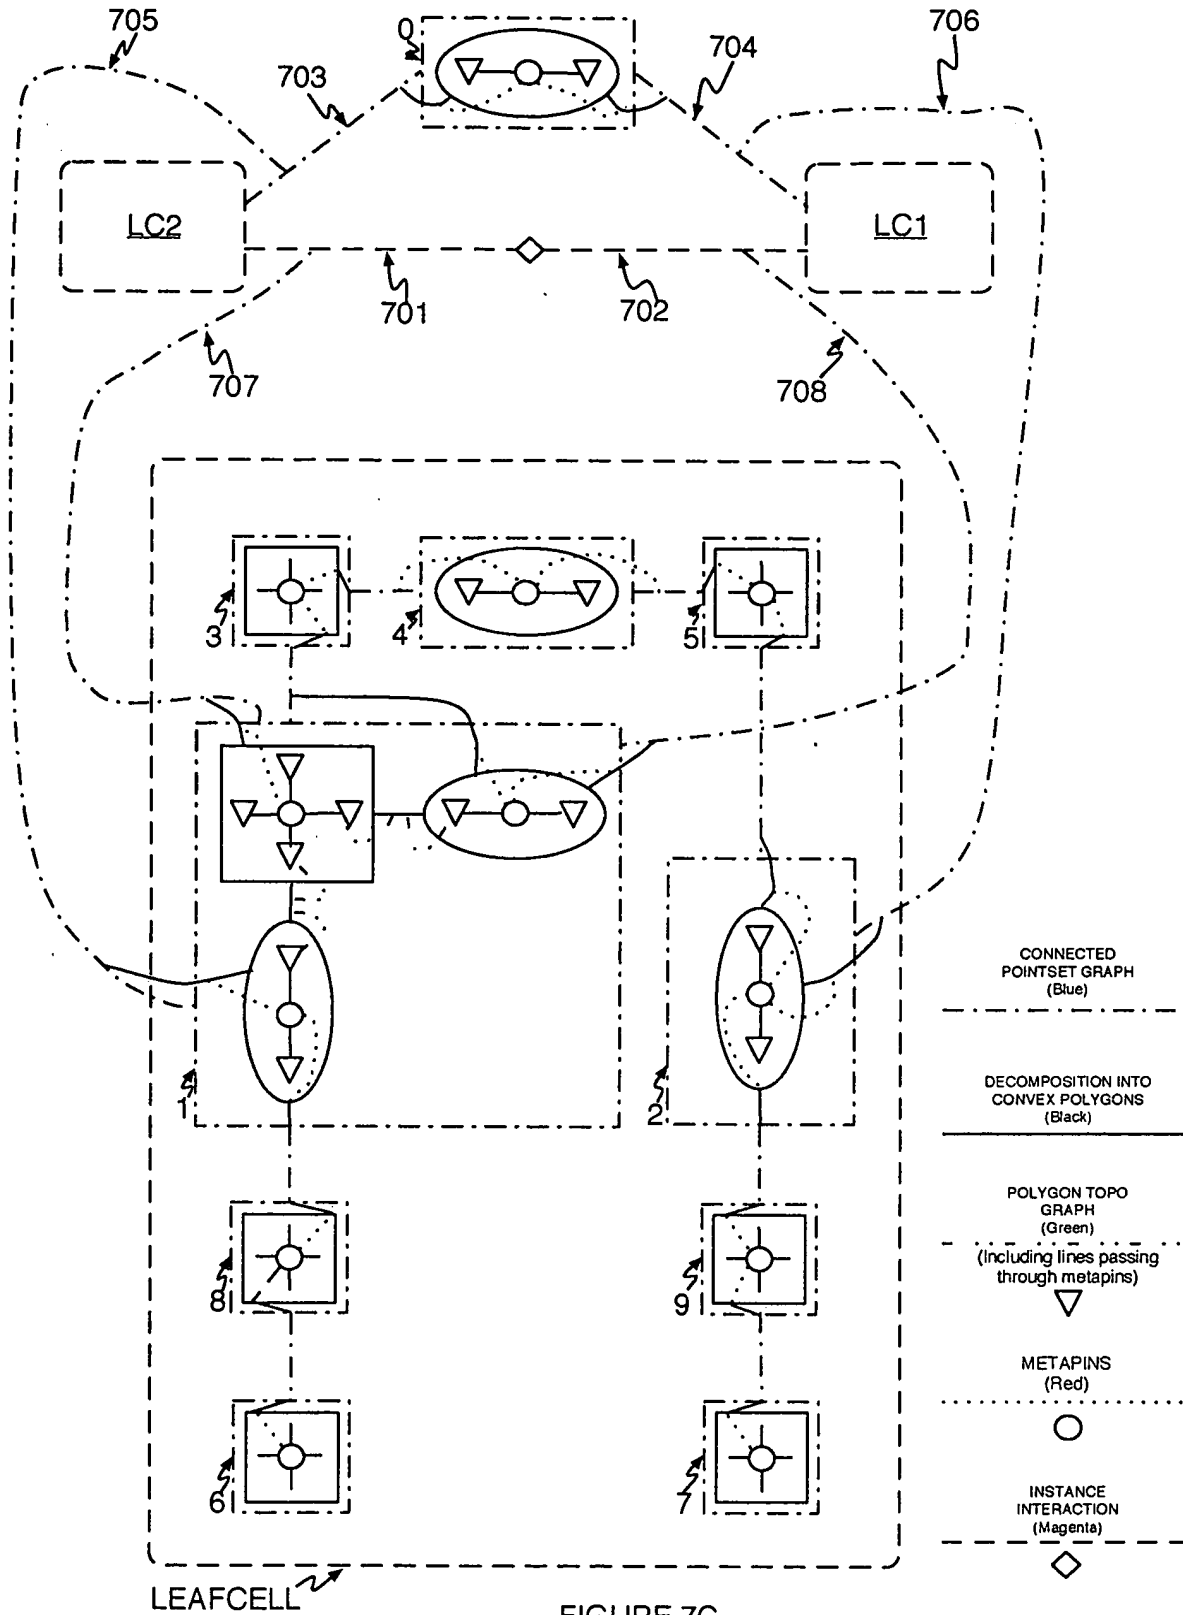 705
0
704
706
703
LC2
LC1
701
702
707
708
3
4
5
1
2
CONNECTED
POINTSET GRAPH
(Blue)
DECOMPOSITION INTO
CONVEX POLYGONS
(Black)
POLYGON TOPO
GRAPH
(Green)
(Including lines passing
through metapins)
8
9
METAPINS
(Red)
6
7
INSTANCE
INTERACTION
(Magenta)
LEAFCELL
FIGURE 7C